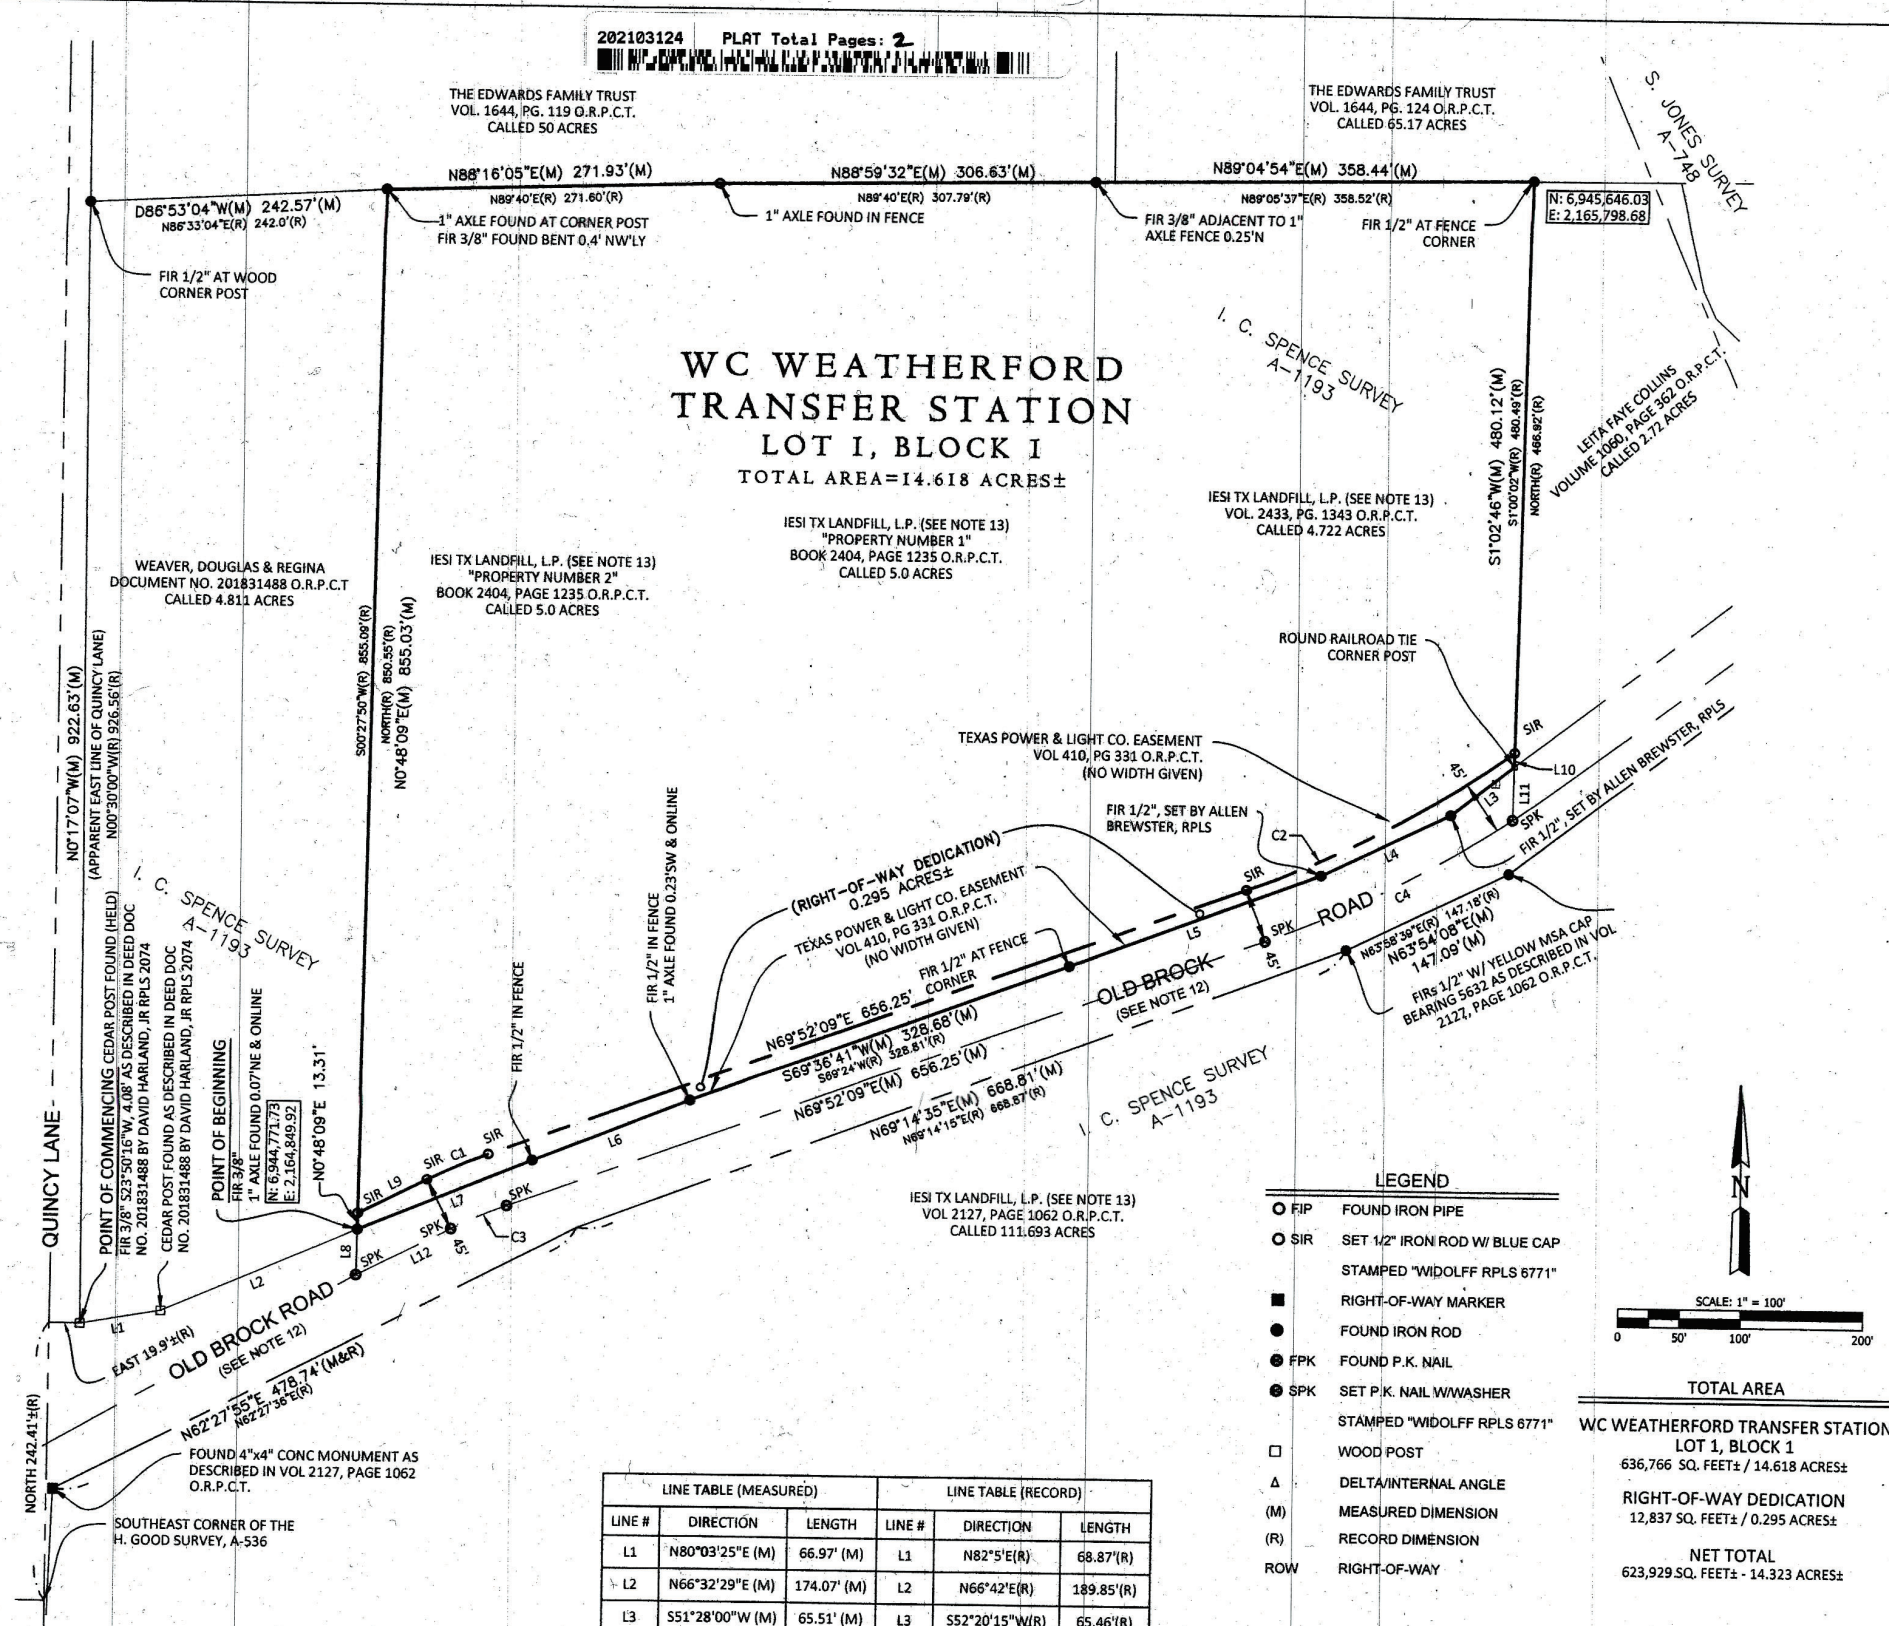 202103124 PLAT Total Pages: 2
THE EDWARDS FAMILY TRUST
VOL. 1644, PG. 119 O.R.P.C.T.
CALLED 50 ACRES
THE EDWARDS FAMILY TRUST
VOL. 1644, PG. 124 O.R.P.C.T.
CALLED 65.17 ACRES
S. JONES SURVEY
A-748
D86°53'04"W(M) 242.57'(M)
N86°33'04"E(R) 242.0'(R)
N88°16'05"E(M) 271.93'(M)
N89°40'E(R) 271.60'(R)
N88°59'32"E(M) 306.63'(M)
N89°40'E(R) 307.79'(R)
N89°04'54"E(M) 358.44'(M)
N89°05'37"E(R) 358.52'(R)
N: 6,945,646.03
E: 2,165,798.68
1" AXLE FOUND AT CORNER POST
FIR 3/8" FOUND BENT 0.4' NW'LY
1" AXLE FOUND IN FENCE
FIR 3/8" ADJACENT TO 1"
AXLE FENCE 0.25'N
FIR 1/2" AT FENCE
CORNER
FIR 1/2" AT WOOD
CORNER POST
WC WEATHERFORD
TRANSFER STATION
LOT 1, BLOCK 1
TOTAL AREA=14.618 ACRES±
I. C. SPENCE SURVEY
A-1193
LEITA FAYE COLLINS
VOLUME 1060, PAGE 362 O.R.P.C.T.
CALLED 2.72 ACRES
S1°02'46"W(M) 480.12'(M)
S1°00'02"W(R) 480.49'(R)
NORTH(R) 466.92'(R)
IESI TX LANDFILL, L.P. (SEE NOTE 13)
VOL. 2433, PG. 1343 O.R.P.C.T.
CALLED 4.722 ACRES
IESI TX LANDFILL, L.P. (SEE NOTE 13)
"PROPERTY NUMBER 1"
BOOK 2404, PAGE 1235 O.R.P.C.T.
CALLED 5.0 ACRES
IESI TX LANDFILL, L.P. (SEE NOTE 13)
"PROPERTY NUMBER 2"
BOOK 2404, PAGE 1235 O.R.P.C.T.
CALLED 5.0 ACRES
WEAVER, DOUGLAS & REGINA
DOCUMENT NO. 201831488 O.R.P.C.T
CALLED 4.811 ACRES
S00°27'50"W(R) 855.09'(R)
NORTH(R) 850.55'(R)
N0°48'09"E(M) 855.03'(M)
N0°17'07"W(M) 922.63'(M)
(APPARENT EAST LINE OF QUINCY LANE)
N00°30'00"W(R) 926.56'(R)
ROUND RAILROAD TIE
CORNER POST
TEXAS POWER & LIGHT CO. EASEMENT
VOL 410, PG 331 O.R.P.C.T.
(NO WIDTH GIVEN)
FIR 1/2", SET BY ALLEN
BREWSTER, RPLS
C2
SIR
L10
45'
L3
L11
SPK
FIR 1/2", SET BY ALLEN BREWSTER, RPLS
L4
C4
(RIGHT-OF-WAY DEDICATION)
0.295 ACRES±
TEXAS POWER & LIGHT CO. EASEMENT
VOL 410, PG 331 O.R.P.C.T.
(NO WIDTH GIVEN)
FIR 1/2" AT FENCE
CORNER
SIR
L5
SPK
45'
OLD BROCK ROAD
(SEE NOTE 12)
N63°58'39"E(R) 147.18'(R)
N63°54'08"E(M)
147.09'(M)
FIRs 1/2" W/ YELLOW MSA CAP
BEARING 5632 AS DESCRIBED IN VOL
2127, PAGE 1062 O.R.P.C.T.
FIR 1/2" IN FENCE
1" AXLE FOUND 0.23'SW & ONLINE
FIR 1/2" IN FENCE
N69°52'09"E 656.25'
S69°36'41"W(M) 328.68'(M)
S69°24'W(R) 328.81'(R)
N69°52'09"E(M) 656.25'(M)
N69°14'35"E(M) 668.81'(M)
N69°14'15"E(R) 668.87'(R)
I. C. SPENCE SURVEY
A-1193
I. C. SPENCE SURVEY
A-1193
QUINCY LANE
POINT OF COMMENCING CEDAR POST FOUND (HELD)
FIR 3/8" S23°50'16"W, 4.08' AS DESCRIBED IN DEED DOC
NO. 201831488 BY DAVID HARLAND, JR RPLS 2074
CEDAR POST FOUND AS DESCRIBED IN DEED DOC
NO. 201831488 BY DAVID HARLAND, JR RPLS 2074
POINT OF BEGINNING
FIR 3/8"
1" AXLE FOUND 0.07'NE & ONLINE
N: 6,944,771.73
E: 2,164,849.92
N0°48'09"E 13.31'
SIR L9
SIR C1
SIR
L6
L7
L8
SPK
L12
SPK
45'
SPK
C3
L1
L2
EAST 19.9'±(R)
OLD BROCK ROAD
(SEE NOTE 12)
N62°27'55"E 478.74'(M&R)
N62°27'36"E(R)
NORTH 242.41'±(R)
FOUND 4"x4" CONC MONUMENT AS
DESCRIBED IN VOL 2127, PAGE 1062
O.R.P.C.T.
SOUTHEAST CORNER OF THE
H. GOOD SURVEY, A-536
IESI TX LANDFILL, L.P. (SEE NOTE 13)
VOL 2127, PAGE 1062 O.R.P.C.T.
CALLED 111.693 ACRES
LEGEND
FIP FOUND IRON PIPE
SIR SET 1/2" IRON ROD W/ BLUE CAP
STAMPED "WIDOLFF RPLS 6771"
RIGHT-OF-WAY MARKER
FOUND IRON ROD
FPK FOUND P.K. NAIL
SPK SET P.K. NAIL W/WASHER
STAMPED "WIDOLFF RPLS 6771"
WOOD POST
Δ DELTA/INTERNAL ANGLE
(M) MEASURED DIMENSION
(R) RECORD DIMENSION
ROW RIGHT-OF-WAY
N
SCALE: 1" = 100'
0 50' 100' 200'
TOTAL AREA
WC WEATHERFORD TRANSFER STATION
LOT 1, BLOCK 1
636,766 SQ. FEET± / 14.618 ACRES±
RIGHT-OF-WAY DEDICATION
12,837 SQ. FEET± / 0.295 ACRES±
NET TOTAL
623,929 SQ. FEET± - 14.323 ACRES±
LINE TABLE (MEASURED) LINE TABLE (RECORD)
LINE # DIRECTION LENGTH LINE # DIRECTION LENGTH
L1 N80°03'25"E (M) 66.97' (M) L1 N82°5'E(R) 68.87'(R)
L2 N66°32'29"E (M) 174.07' (M) L2 N66°42'E(R) 189.85'(R)
L3 S51°28'00"W (M) 65.51' (M) L3 S52°20'15"W(R) 65.46'(R)